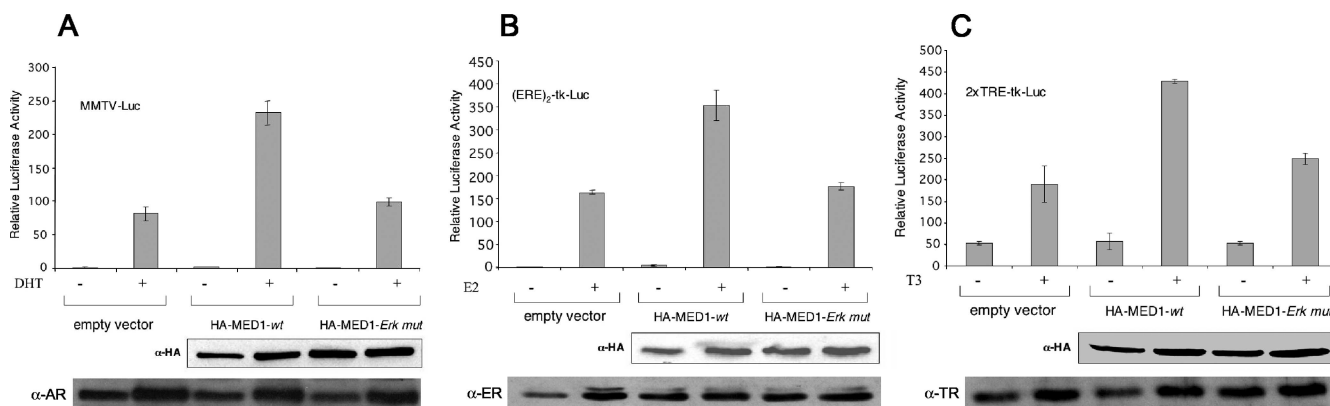 A
Relative Luciferase Activity
300
250
200
150
100
50
0
MMTV-Luc
DHT - + - + - +
empty vector HA-MED1-wt HA-MED1-Erk mut
α-HA
α-AR
B
Relative Luciferase Activity
450
400
350
300
250
200
150
100
50
0
(ERE)2-tk-Luc
E2 - + - + - +
empty vector HA-MED1-wt HA-MED1-Erk mut
α-HA
α-ER
C
Relative Luciferase Activity
500
450
400
350
300
250
200
150
100
50
0
2xTRE-tk-Luc
T3 - + - + - +
empty vector HA-MED1-wt HA-MED1-Erk mut
α-HA
α-TR